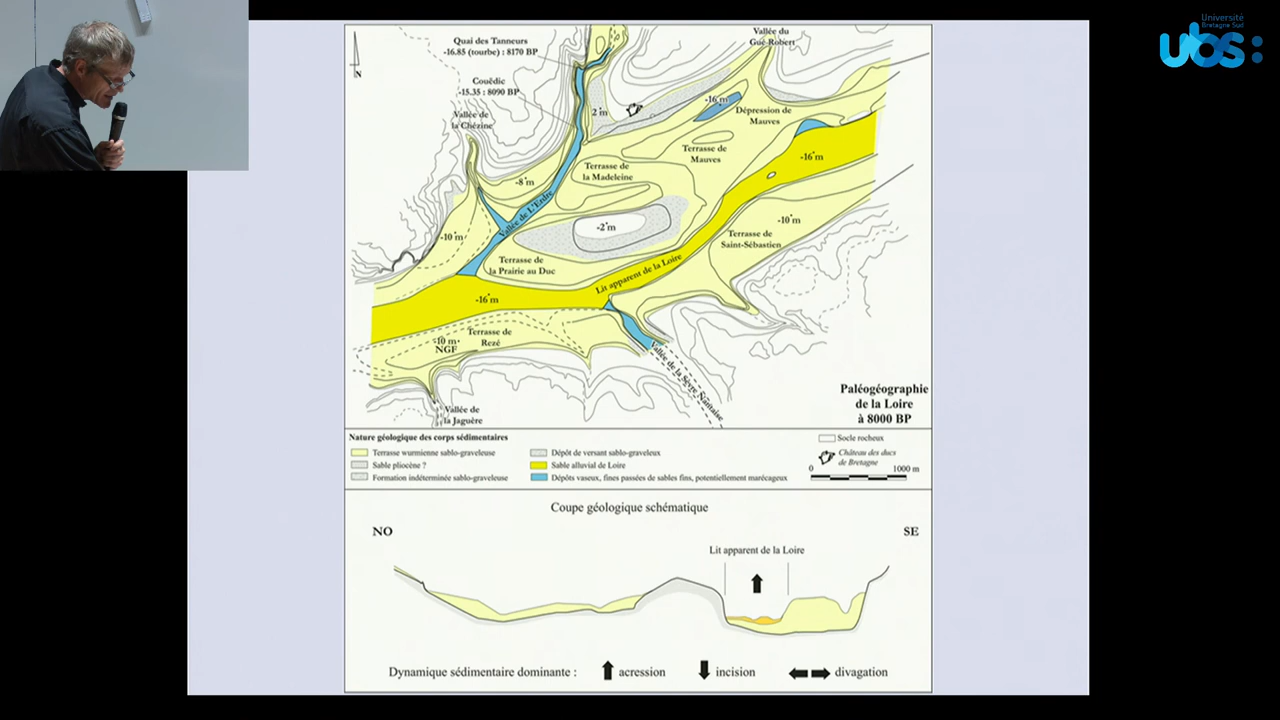 Université
Bretagne Sud
ubs:
Quai des Tanneurs
-16.85 (tourbe) : 8170 BP
Vallée du
Gué-Robert
N
Couëdic
-15.35 : 8090 BP
Vallée de
la Chézine
2 m
-16 m
Dépression de
Mauves
Terrasse de
Mauves
-16 m
Terrasse de
la Madeleine
-8 m
Vallée de L'Erdre
-10 m
-2 m
-10 m
Terrasse de
Saint-Sébastien
Terrasse de
la Prairie au Duc
Lit apparent de la Loire
-16 m
Terrasse de
Rezé
-10 m
NGF
Vallée de la Sèvre Nantaise
Vallée de
la Jaguère
Paléogéographie
de la Loire
à 8000 BP
Nature géologique des corps sédimentaires
Terrasse wurmienne sablo-graveleuse
Sable pliocène ?
Formation indéterminée sablo-graveleuse
Dépôt de versant sablo-graveleux
Sable alluvial de Loire
Dépôts vaseux, fines passées de sables fins, potentiellement marécageux
Socle rocheux
Château des ducs
de Bretagne
0 1000 m
Coupe géologique schématique
NO
SE
Lit apparent de la Loire
Dynamique sédimentaire dominante : acression incision divagation